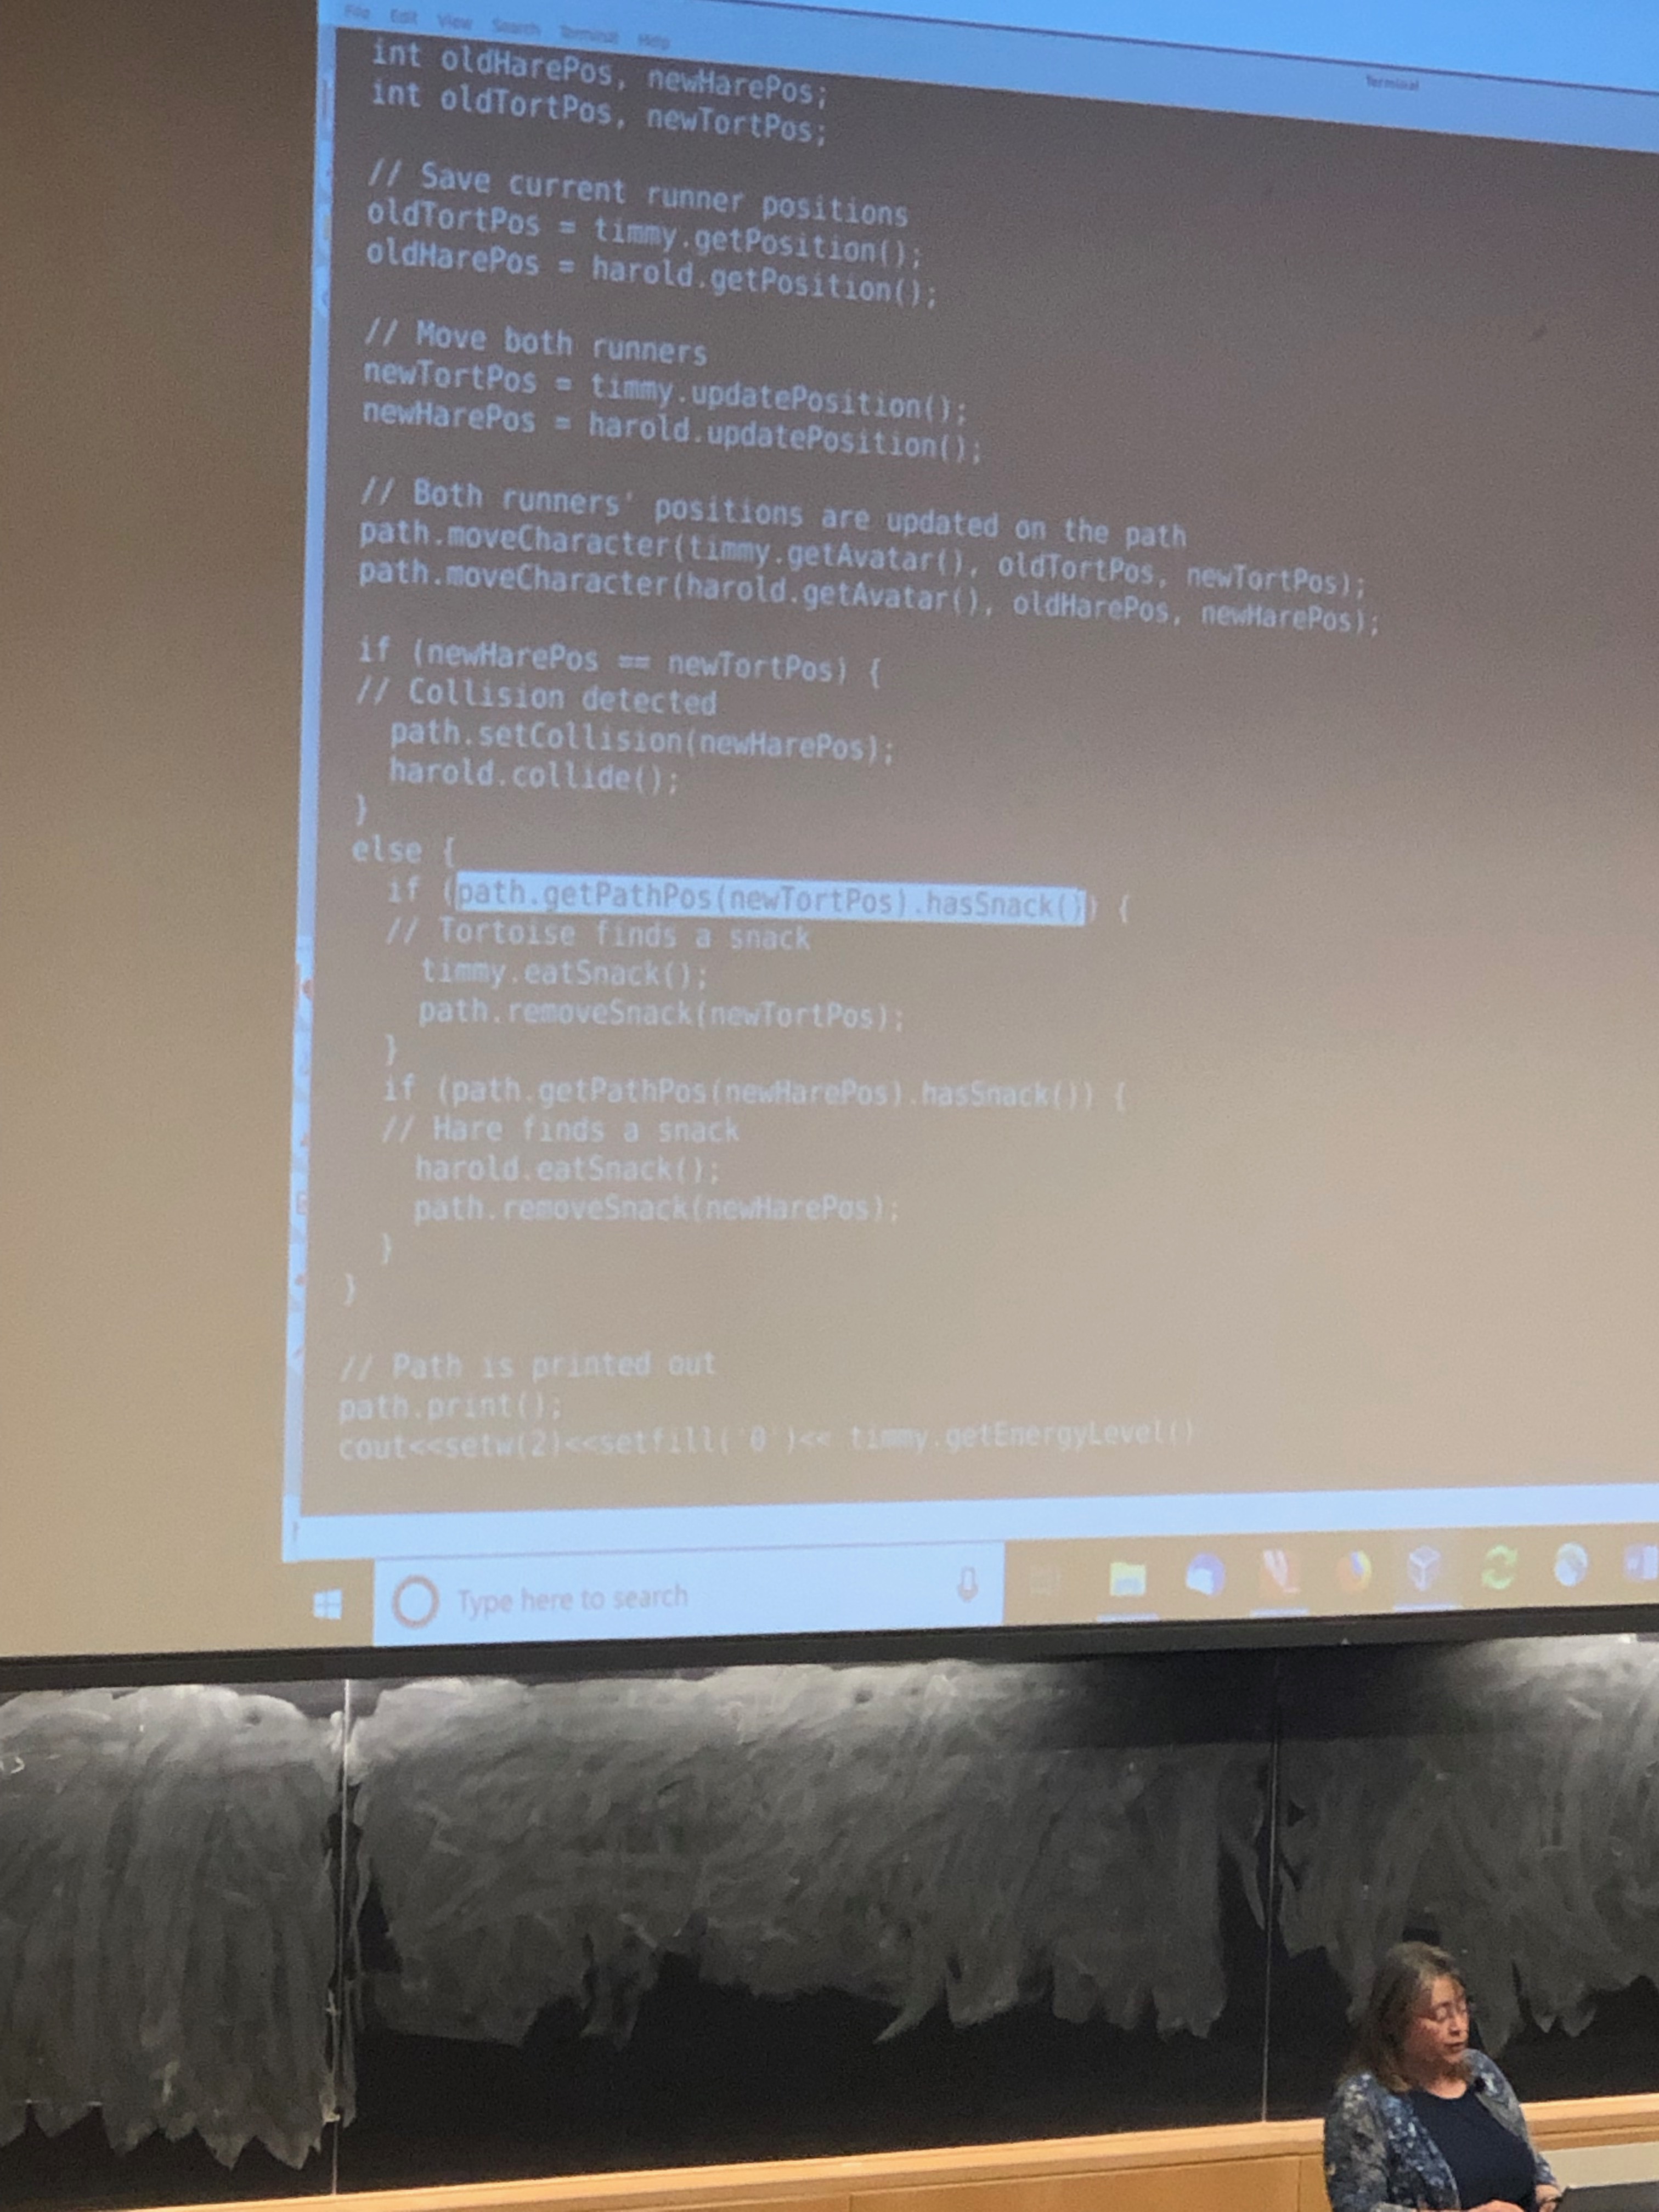 File Edit View Search Terminal Help
Terminal
int oldHarePos, newHarePos;
int oldTortPos, newTortPos;
// Save current runner positions
oldTortPos = timmy.getPosition();
oldHarePos = harold.getPosition();
// Move both runners
newTortPos = timmy.updatePosition();
newHarePos = harold.updatePosition();
// Both runners' positions are updated on the path
path.moveCharacter(timmy.getAvatar(), oldTortPos, newTortPos);
path.moveCharacter(harold.getAvatar(), oldHarePos, newHarePos);
if (newHarePos == newTortPos) {
// Collision detected
path.setCollision(newHarePos);
harold.collide();
}
else {
if (path.getPathPos(newTortPos).hasSnack()) {
// Tortoise finds a snack
timmy.eatSnack();
path.removeSnack(newTortPos);
}
if (path.getPathPos(newHarePos).hasSnack()) {
// Hare finds a snack
harold.eatSnack();
path.removeSnack(newHarePos);
}
}
// Path is printed out
path.print();
cout<<setw(2)<<setfill('0')<< timmy.getEnergyLevel()
Type here to search